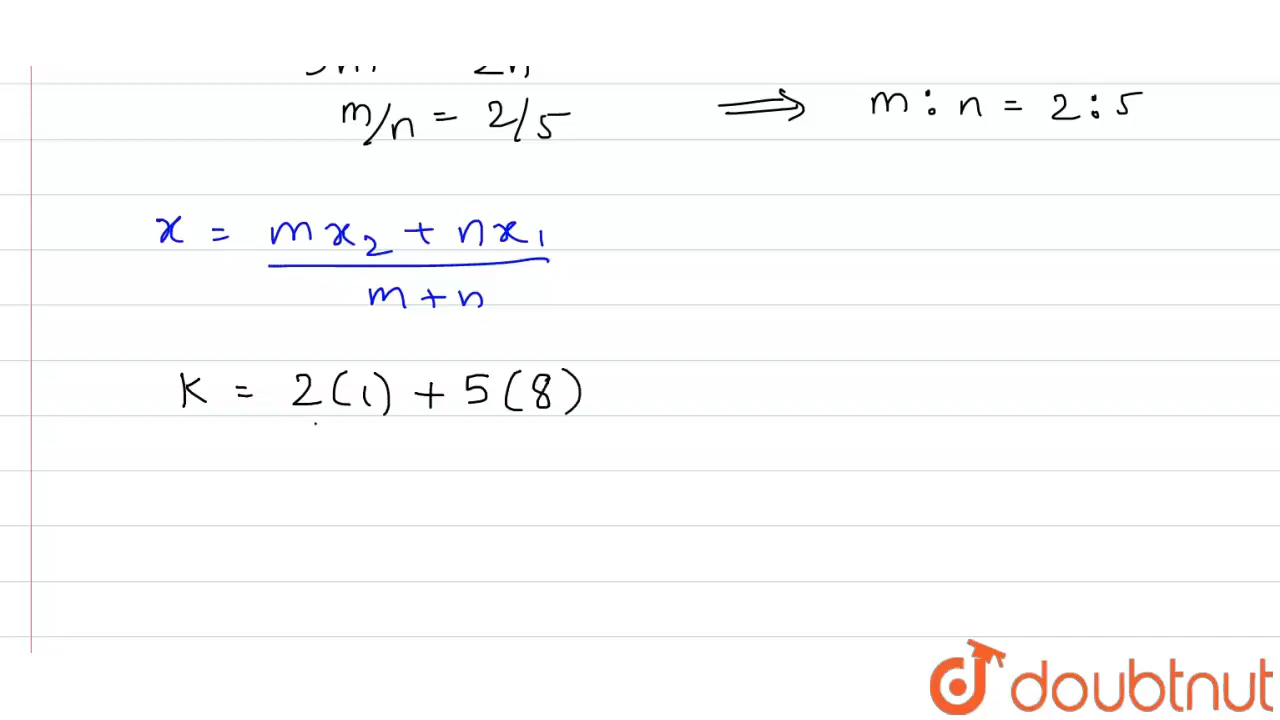 m/n = 2/5 ⟹ m : n = 2 : 5
x = mx₂ + nx₁
m + n
K = 2(1) + 5(8)
doubtnut